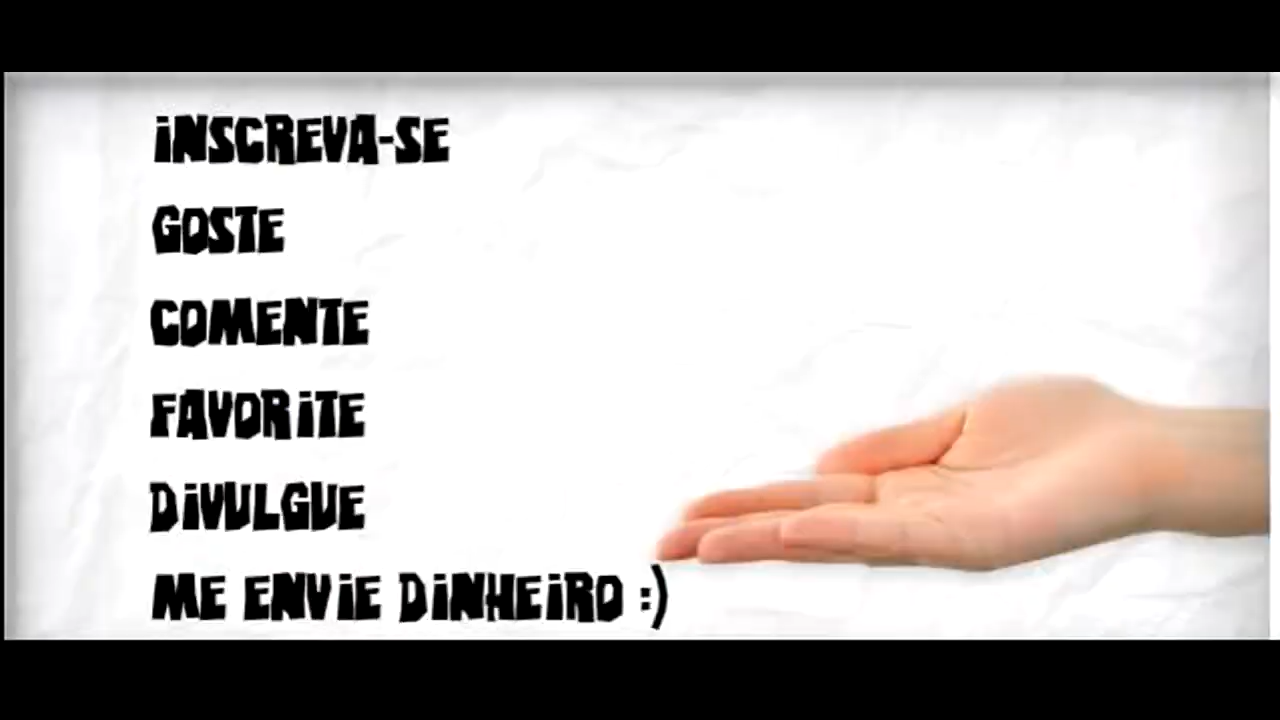 INSCREVA-SE
GOSTE
COMENTE
FAVORITE
DIVULGUE
ME ENVIE DINHEIRO :)